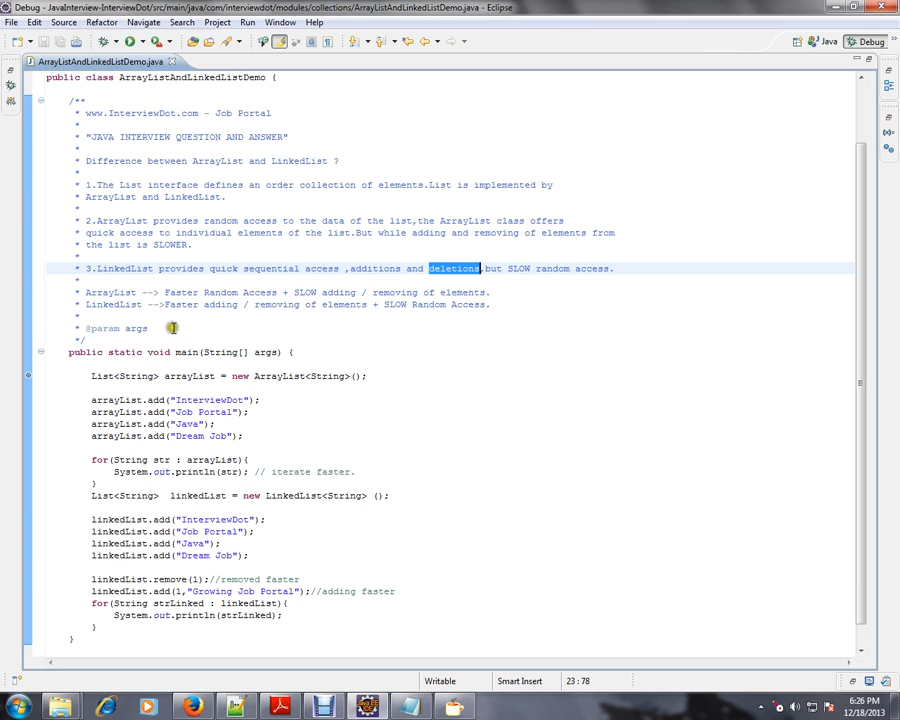 Debug - JavaInterview-InterviewDot/src/main/java/com/interviewdot/modules/collections/ArrayListAndLinkedListDemo.java - Eclipse
File Edit Source Refactor Navigate Search Project Run Window Help
Java Debug
ArrayListAndLinkedListDemo.java
public class ArrayListAndLinkedListDemo {
/**
* www.InterviewDot.com - Job Portal
*
* "JAVA INTERVIEW QUESTION AND ANSWER"
*
* Difference between ArrayList and LinkedList ?
*
* 1.The List interface defines an order collection of elements.List is implemented by
* ArrayList and LinkedList.
*
* 2.ArrayList provides random access to the data of the list,the ArrayList class offers
* quick access to individual elements of the list.But while adding and removing of elements from
* the list is SLOWER.
*
* 3.LinkedList provides quick sequential access ,additions and deletions,but SLOW random access.
*
* ArrayList --> Faster Random Access + SLOW adding / removing of elements.
* LinkedList -->Faster adding / removing of elements + SLOW Random Access.
*
* @param args
*/
public static void main(String[] args) {
List<String> arrayList = new ArrayList<String>();
arrayList.add("InterviewDot");
arrayList.add("Job Portal");
arrayList.add("Java");
arrayList.add("Dream Job");
for(String str : arrayList){
System.out.println(str); // iterate faster.
}
List<String> linkedList = new LinkedList<String> ();
linkedList.add("InterviewDot");
linkedList.add("Job Portal");
linkedList.add("Java");
linkedList.add("Dream Job");
linkedList.remove(1);//removed faster
linkedList.add(1,"Growing Job Portal");//adding faster
for(String strLinked : linkedList){
System.out.println(strLinked);
}
}
Writable Smart Insert 23 : 78
6:26 PM
12/18/2013